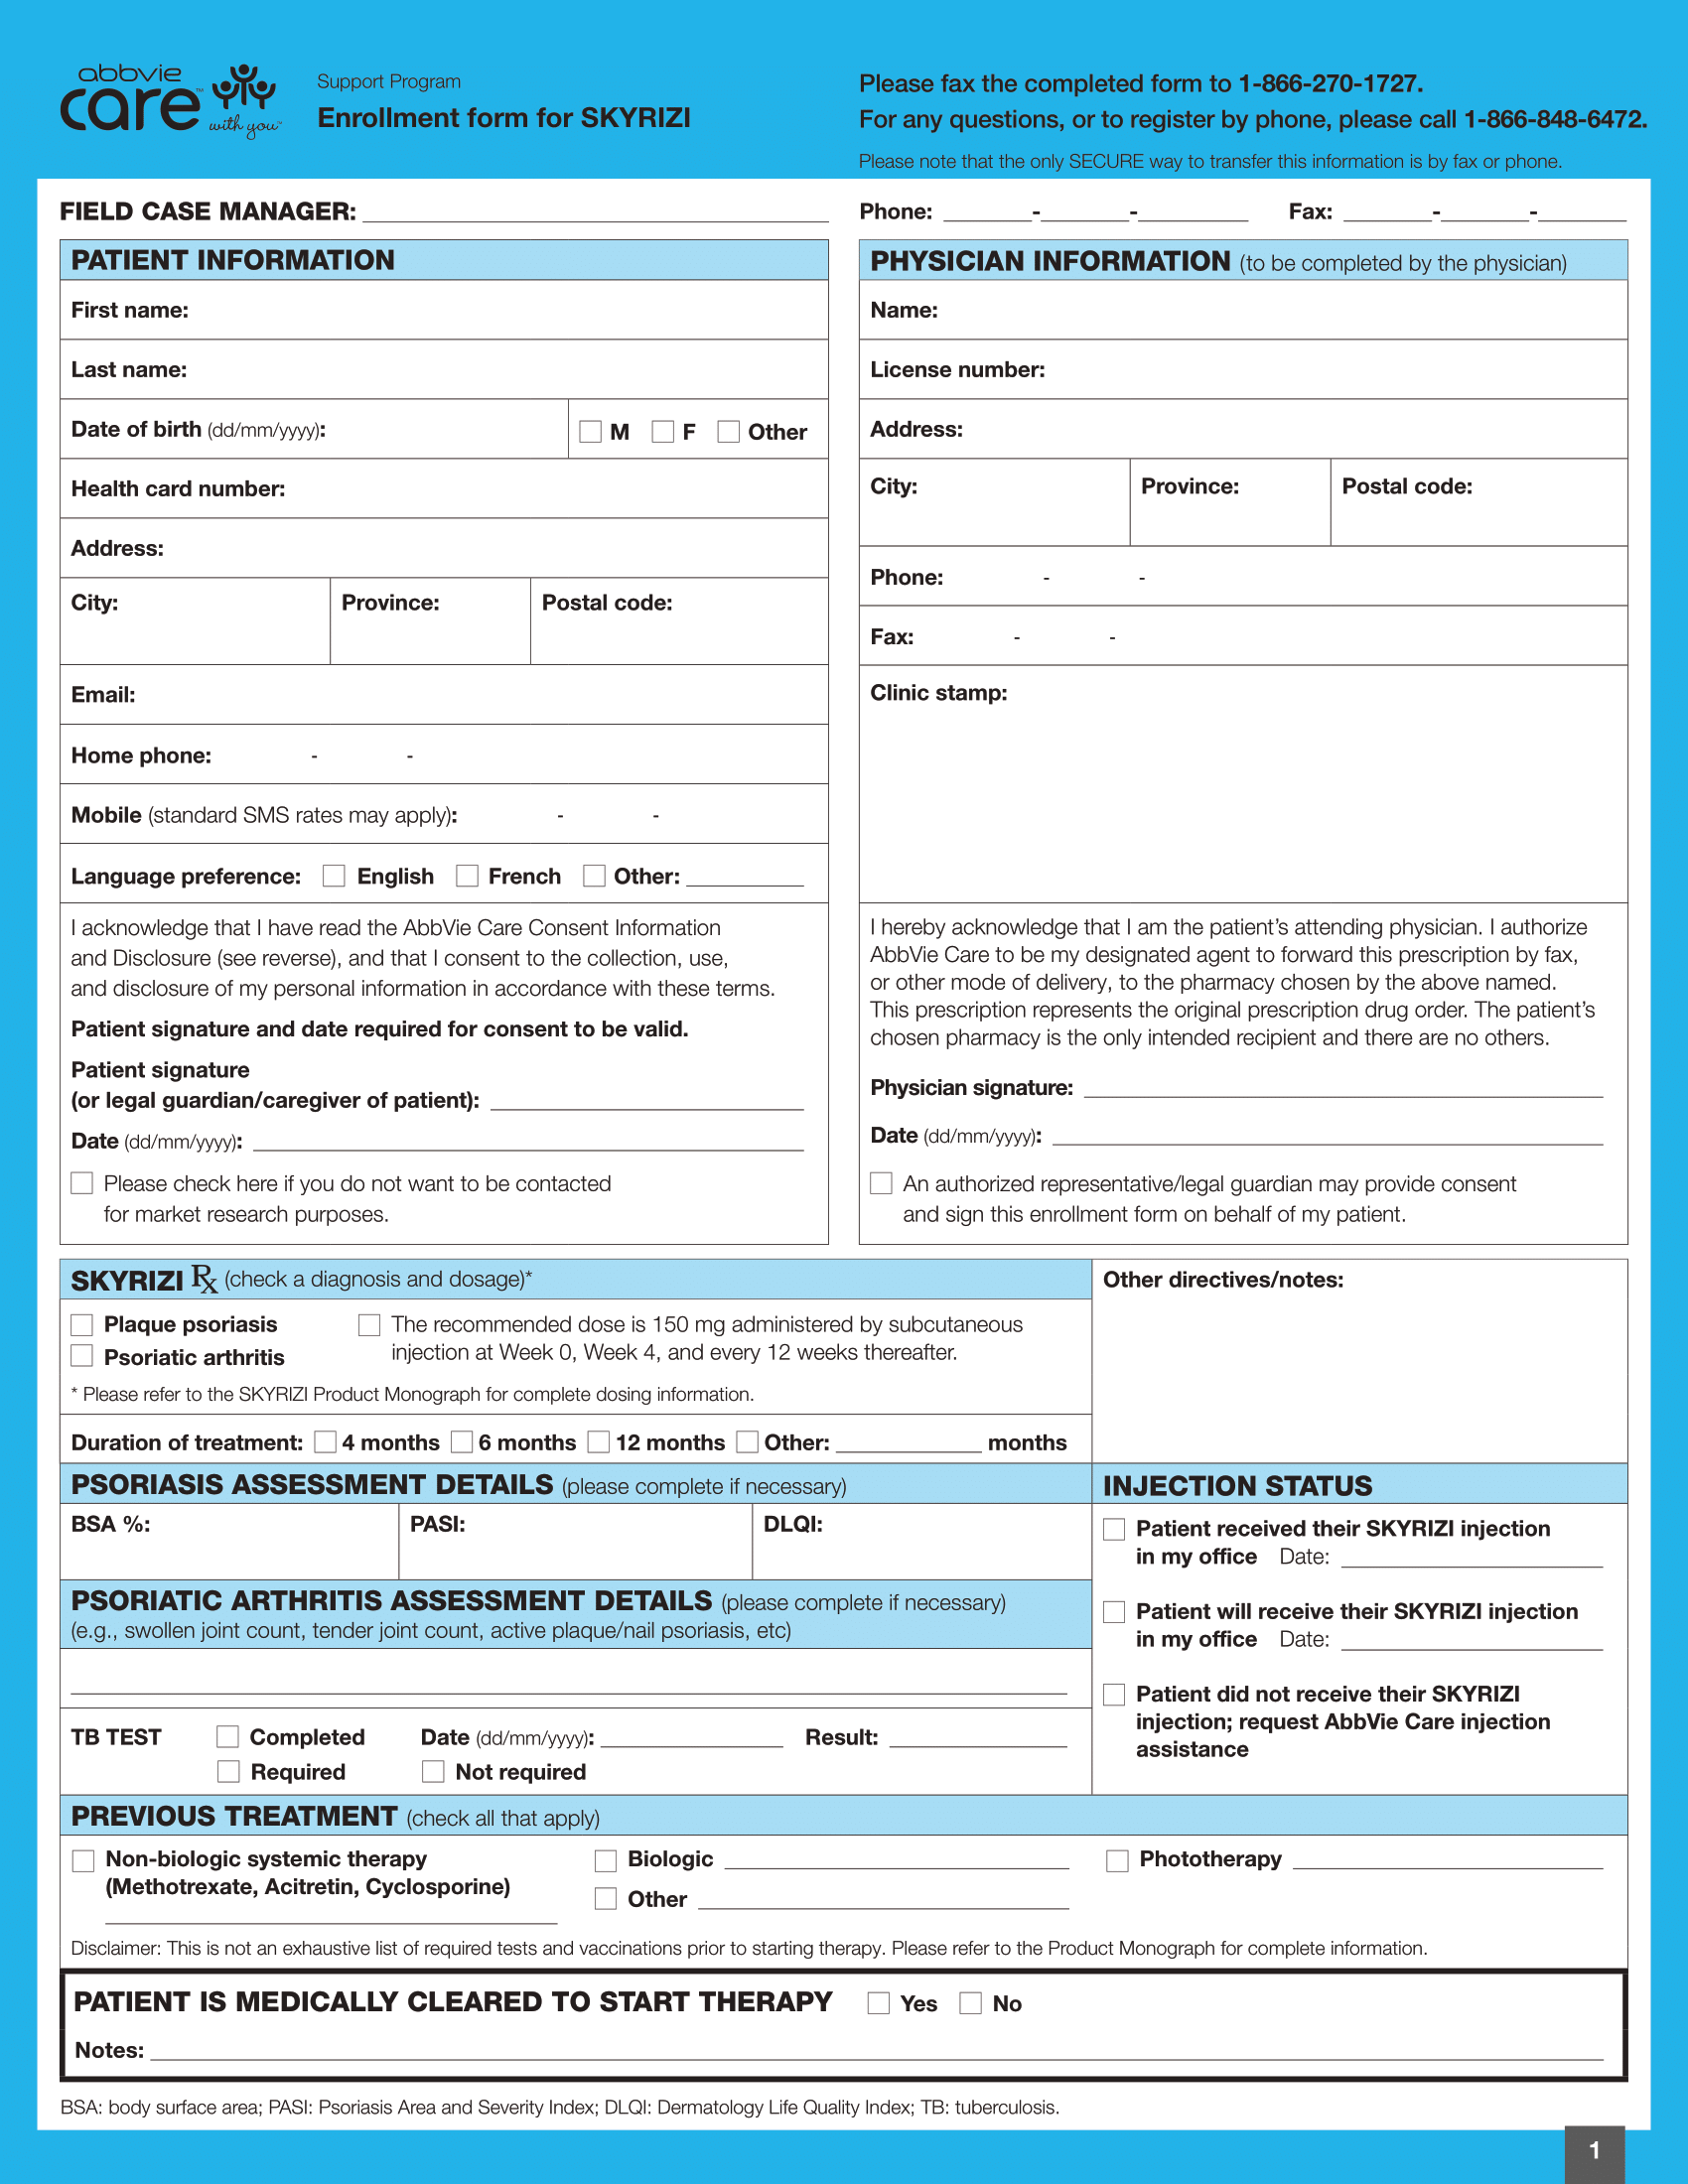 abbvie
care
with you
Support Program
Enrollment form for SKYRIZI
Please fax the completed form to 1-866-270-1727.
For any questions, or to register by phone, please call 1-866-848-6472.
Please note that the only SECURE way to transfer this information is by fax or phone.
FIELD CASE MANAGER: ____ Phone: ____-____-____ Fax: ____-____-____
PATIENT INFORMATION
First name:
Last name:
Date of birth (dd/mm/yyyy): M F Other
Health card number:
Address:
City: Province: Postal code:
Email:
Home phone: - -
Mobile (standard SMS rates may apply): - -
Language preference: English French Other: ____
I acknowledge that I have read the AbbVie Care Consent Information
and Disclosure (see reverse), and that I consent to the collection, use,
and disclosure of my personal information in accordance with these terms.
Patient signature and date required for consent to be valid.
Patient signature
(or legal guardian/caregiver of patient): ____
Date (dd/mm/yyyy): ____
Please check here if you do not want to be contacted
for market research purposes.
PHYSICIAN INFORMATION (to be completed by the physician)
Name:
License number:
Address:
City: Province: Postal code:
Phone: - -
Fax: - -
Clinic stamp:
I hereby acknowledge that I am the patient's attending physician. I authorize
AbbVie Care to be my designated agent to forward this prescription by fax,
or other mode of delivery, to the pharmacy chosen by the above named.
This prescription represents the original prescription drug order. The patient's
chosen pharmacy is the only intended recipient and there are no others.
Physician signature: ____
Date (dd/mm/yyyy): ____
An authorized representative/legal guardian may provide consent
and sign this enrollment form on behalf of my patient.
SKYRIZI Rx (check a diagnosis and dosage)*
Plaque psoriasis
Psoriatic arthritis
The recommended dose is 150 mg administered by subcutaneous
injection at Week 0, Week 4, and every 12 weeks thereafter.
* Please refer to the SKYRIZI Product Monograph for complete dosing information.
Duration of treatment: 4 months 6 months 12 months Other: ____ months
Other directives/notes:
PSORIASIS ASSESSMENT DETAILS (please complete if necessary)
BSA %: PASI: DLQI:
PSORIATIC ARTHRITIS ASSESSMENT DETAILS (please complete if necessary)
(e.g., swollen joint count, tender joint count, active plaque/nail psoriasis, etc)
TB TEST Completed Date (dd/mm/yyyy): ____ Result: ____
Required Not required
INJECTION STATUS
Patient received their SKYRIZI injection
in my office Date: ____
Patient will receive their SKYRIZI injection
in my office Date: ____
Patient did not receive their SKYRIZI
injection; request AbbVie Care injection
assistance
PREVIOUS TREATMENT (check all that apply)
Non-biologic systemic therapy
(Methotrexate, Acitretin, Cyclosporine)
Biologic ____
Other ____
Phototherapy ____
Disclaimer: This is not an exhaustive list of required tests and vaccinations prior to starting therapy. Please refer to the Product Monograph for complete information.
PATIENT IS MEDICALLY CLEARED TO START THERAPY Yes No
Notes: ____
BSA: body surface area; PASI: Psoriasis Area and Severity Index; DLQI: Dermatology Life Quality Index; TB: tuberculosis.
1